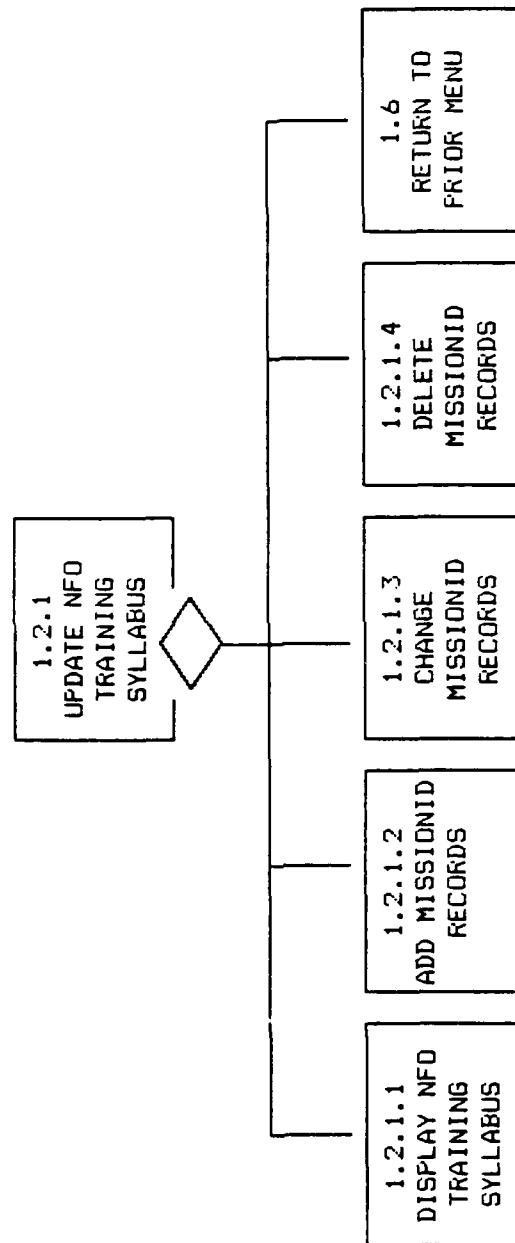 1.2.1
UPDATE NFO
TRAINING
SYLLABUS
1.2.1.1
DISPLAY NFO
TRAINING
SYLLABUS
1.2.1.2
ADD MISSIONID
RECORDS
1.2.1.3
CHANGE
MISSIONID
RECORDS
1.2.1.4
DELETE
MISSIONID
RECORDS
1.6
RETURN TO
PRIOR MENU